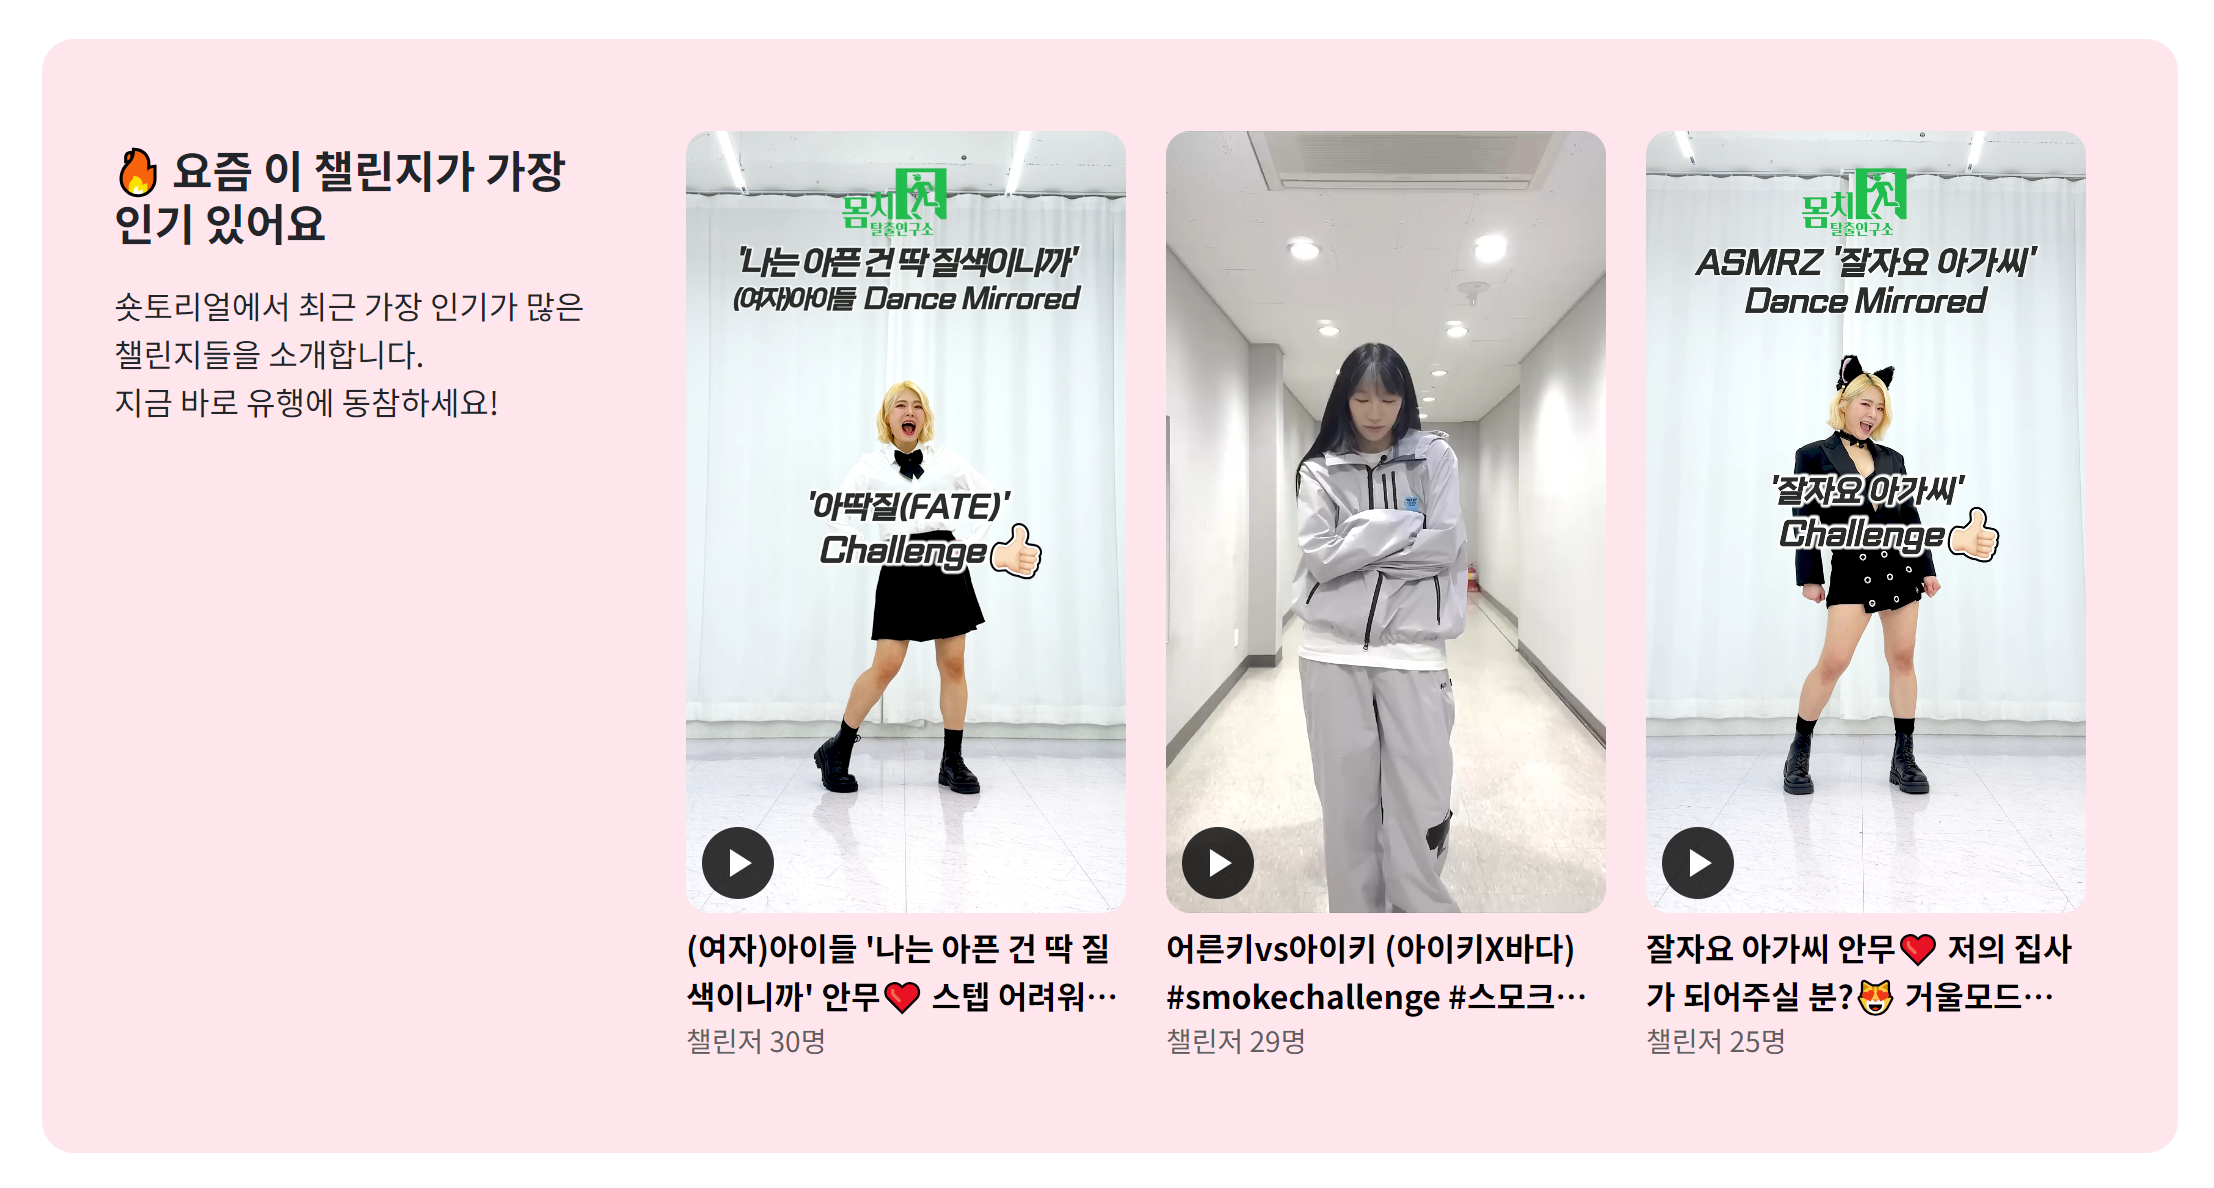 🔥 요즘 이 챌린지가 가장
인기 있어요
숏토리얼에서 최근 가장 인기가 많은
챌린지들을 소개합니다.
지금 바로 유행에 동참하세요!
몸치
탈출연구소
'나는 아픈 건 딱 질색이니까'
(여자)아이들 Dance Mirrored
'아딱질(FATE)'
Challenge👍🏻
(여자)아이들 '나는 아픈 건 딱 질
색이니까' 안무❤️ 스텝 어려워…
챌린저 30명
어른키vs아이키 (아이키X바다)
#smokechallenge #스모크…
챌린저 29명
몸치
탈출연구소
ASMRZ '잘자요 아가씨'
Dance Mirrored
'잘자요 아가씨'
Challenge👍🏻
잘자요 아가씨 안무❤️ 저의 집사
가 되어주실 분?😻 거울모드…
챌린저 25명